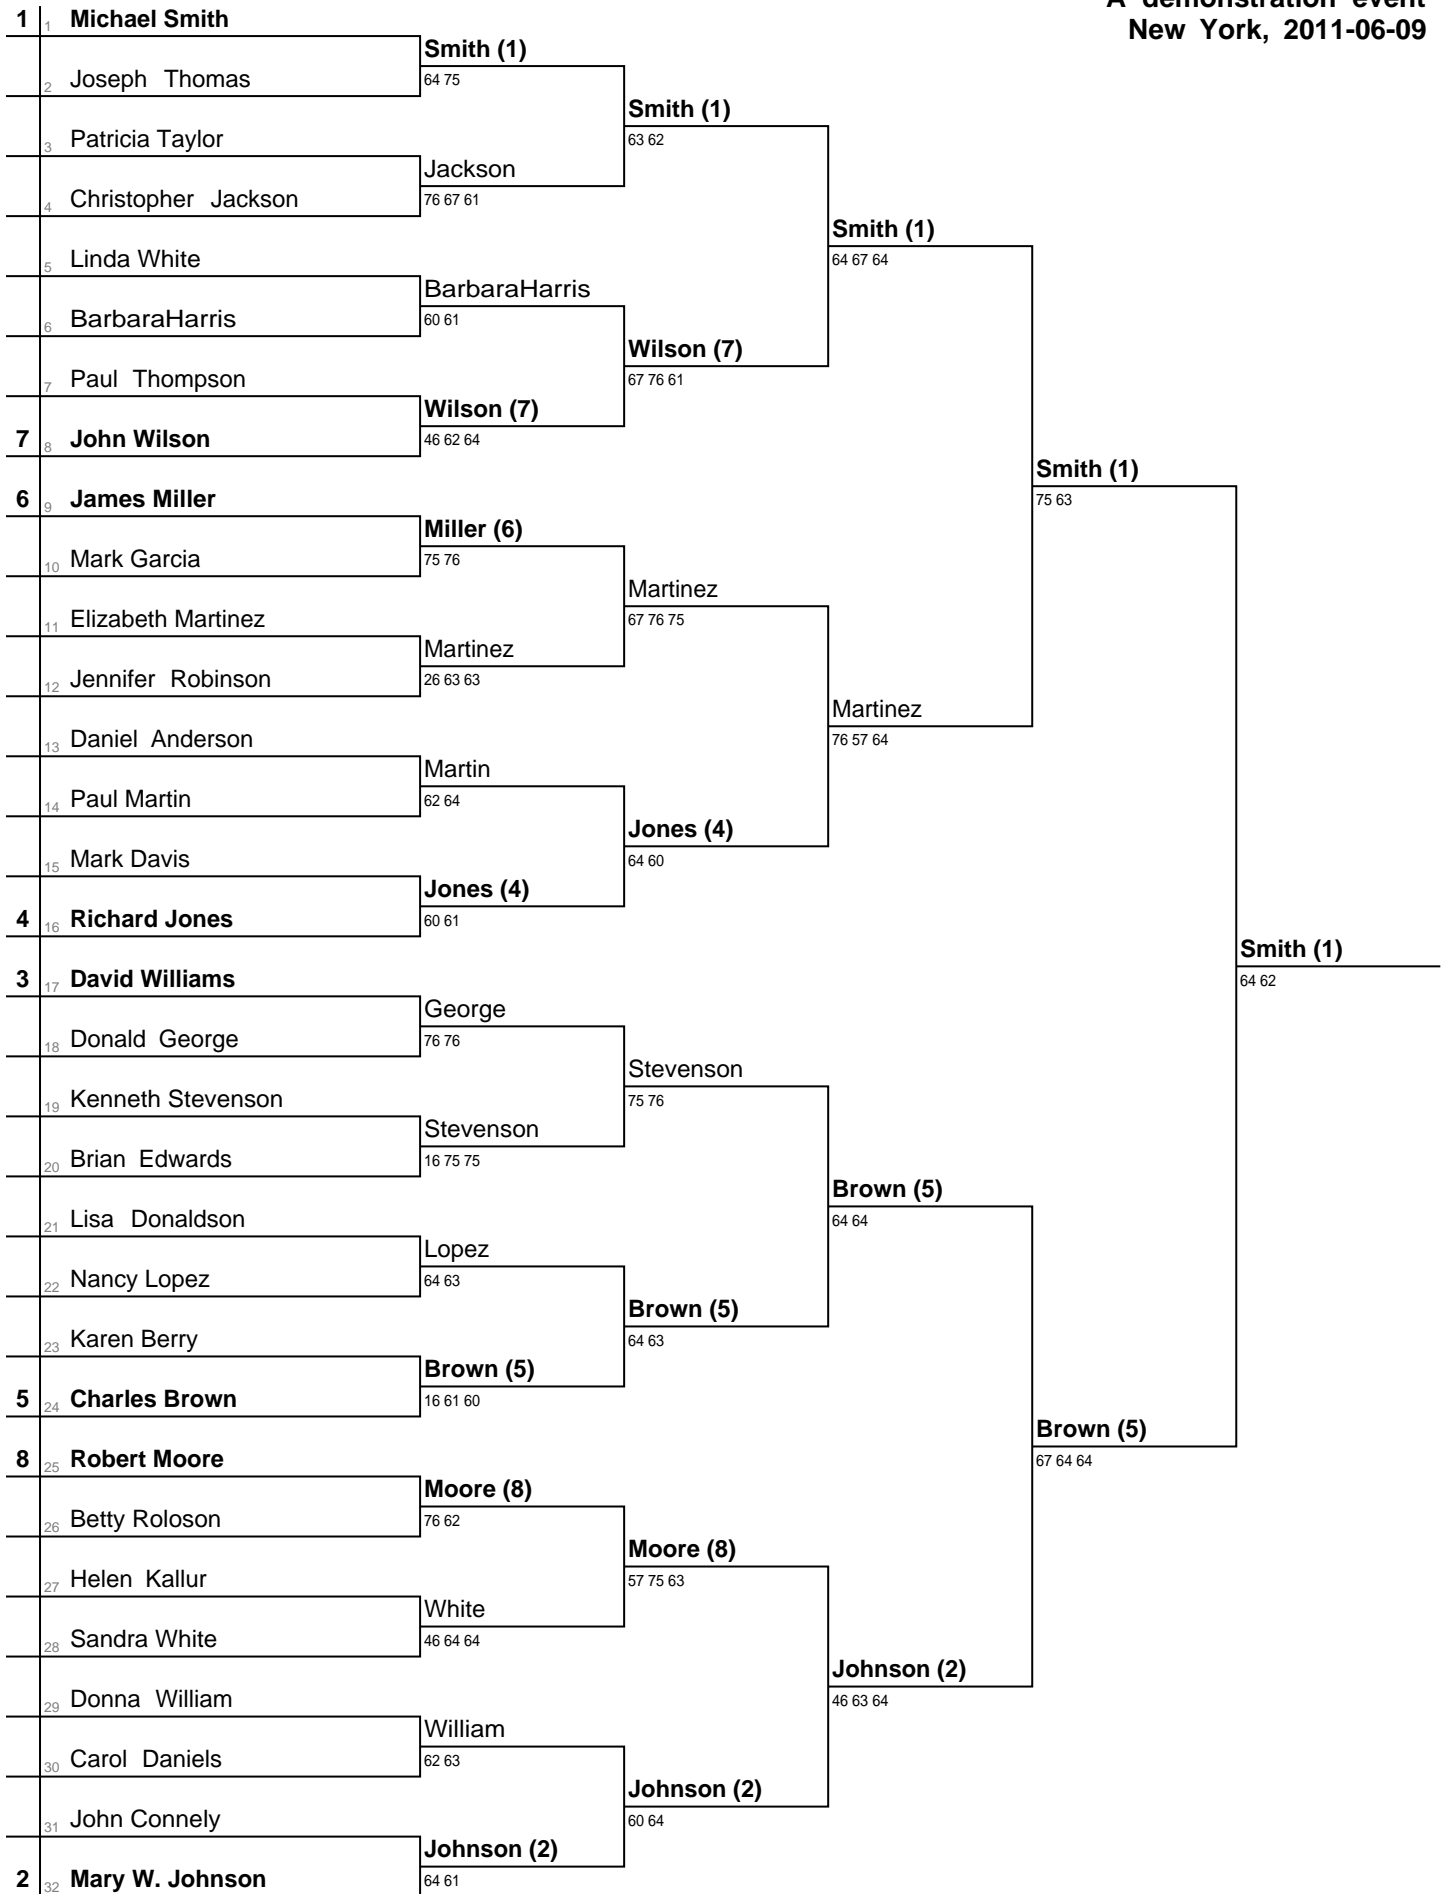 A demonstration event
New York, 2011-06-09
1 1 Michael Smith
Smith (1)
2 Joseph Thomas
64 75
Smith (1)
3 Patricia Taylor
63 62
Jackson
4 Christopher Jackson
76 67 61
Smith (1)
5 Linda White
64 67 64
BarbaraHarris
6 BarbaraHarris
60 61
Wilson (7)
7 Paul Thompson
67 76 61
Wilson (7)
7 8 John Wilson
46 62 64
Smith (1)
6 9 James Miller
75 63
Miller (6)
10 Mark Garcia
75 76
Martinez
11 Elizabeth Martinez
67 76 75
Martinez
12 Jennifer Robinson
26 63 63
Martinez
13 Daniel Anderson
76 57 64
Martin
14 Paul Martin
62 64
Jones (4)
15 Mark Davis
64 60
Jones (4)
4 16 Richard Jones
60 61
Smith (1)
3 17 David Williams
64 62
George
18 Donald George
76 76
Stevenson
19 Kenneth Stevenson
75 76
Stevenson
20 Brian Edwards
16 75 75
Brown (5)
21 Lisa Donaldson
64 64
Lopez
22 Nancy Lopez
64 63
Brown (5)
23 Karen Berry
64 63
Brown (5)
5 24 Charles Brown
16 61 60
Brown (5)
8 25 Robert Moore
67 64 64
Moore (8)
26 Betty Roloson
76 62
Moore (8)
27 Helen Kallur
57 75 63
White
28 Sandra White
46 64 64
Johnson (2)
29 Donna William
46 63 64
William
30 Carol Daniels
62 63
Johnson (2)
31 John Connely
60 64
Johnson (2)
2 32 Mary W. Johnson
64 61